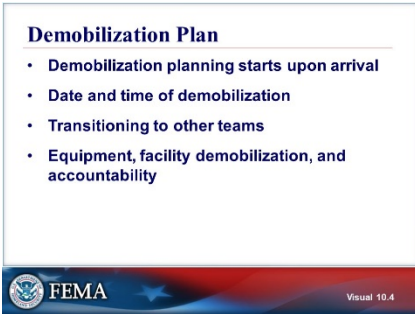 Demobilization Plan
• Demobilization planning starts upon arrival
• Date and time of demobilization
• Transitioning to other teams
• Equipment, facility demobilization, and
accountability
FEMA
Visual 10.4